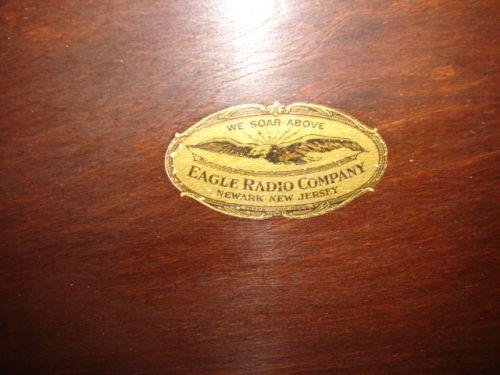 WE SOAR ABOVE
EAGLE RADIO COMPANY
NEWARK NEW JERSEY